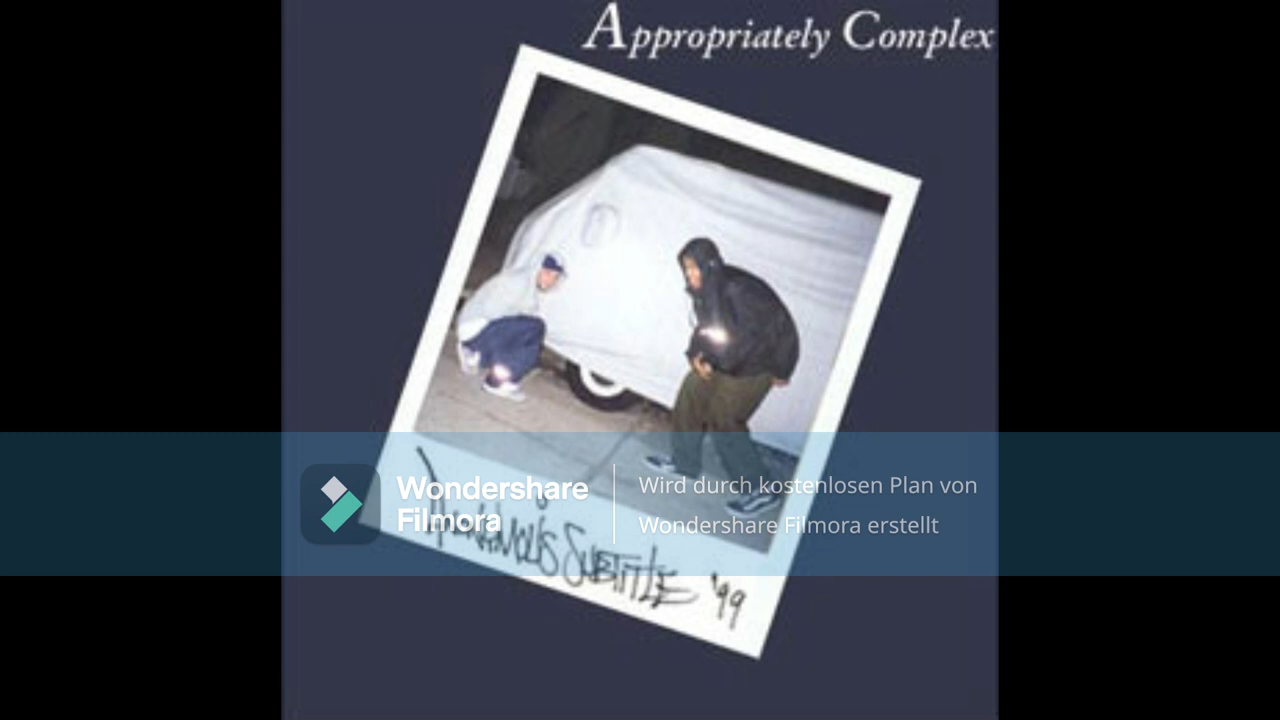 Appropriately Complex
Wondershare
Filmora
Wird durch kostenlosen Plan von
Wondershare Filmora erstellt
SUBTITLE '99